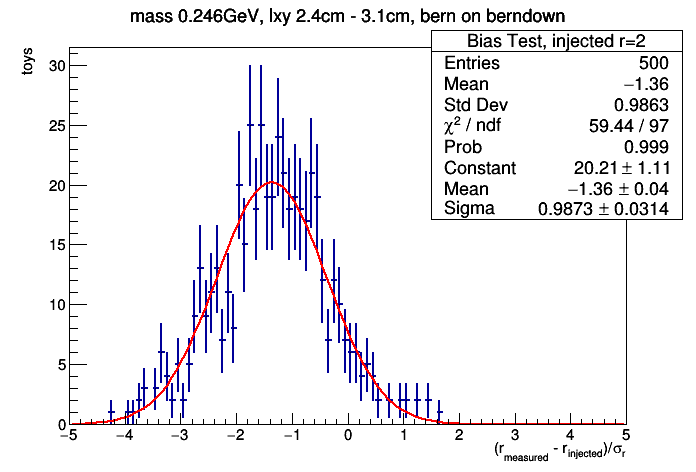 mass 0.246GeV, lxy 2.4cm - 3.1cm, bern on berndown
Bias Test, injected r=2
Entries 500
Mean −1.36
Std Dev 0.9863
χ² / ndf 59.44 / 97
Prob 0.999
Constant 20.21 ± 1.11
Mean −1.36 ± 0.04
Sigma 0.9873 ± 0.0314
toys
30
25
20
15
10
5
0
−5 −4 −3 −2 −1 0 1 2 3 4 5
(r_measured - r_injected)/σ_r